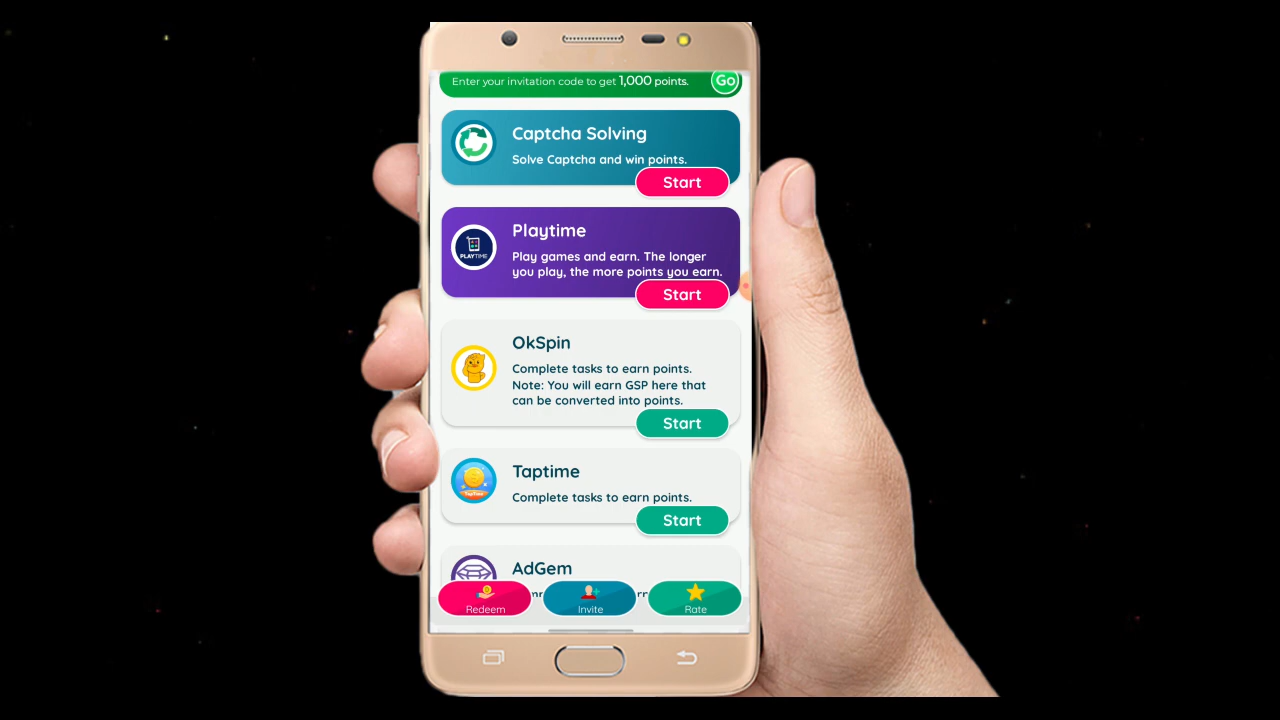 Enter your invitation code to get 1,000 points.
Go
Captcha Solving
Solve Captcha and win points.
Start
PLAYTIME
Playtime
Play games and earn. The longer
you play, the more points you earn.
Start
OkSpin
Complete tasks to earn points.
Note: You will earn GSP here that
can be converted into points.
Start
TapTime
Taptime
Complete tasks to earn points.
Start
AdGem
Redeem
Invite
Rate